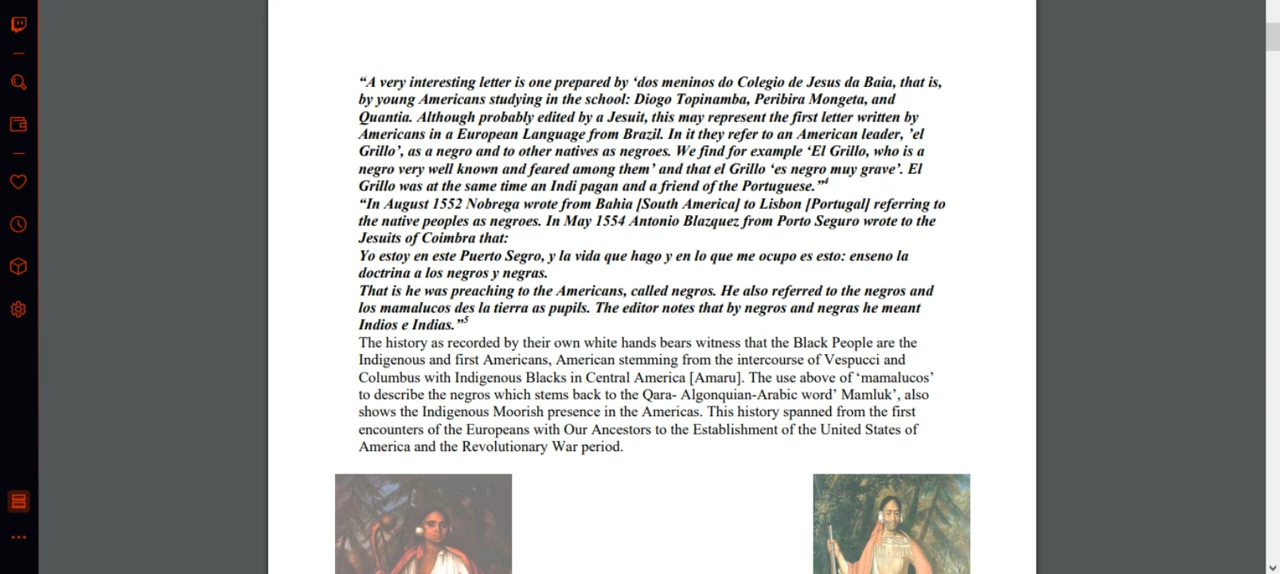 “A very interesting letter is one prepared by ‘dos meninos do Colegio de Jesus da Baia, that is,
by young Americans studying in the school: Diogo Topinamba, Peribira Mongeta, and
Quantia. Although probably edited by a Jesuit, this may represent the first letter written by
Americans in a European Language from Brazil. In it they refer to an American leader, ’el
Grillo’, as a negro and to other natives as negroes. We find for example ‘El Grillo, who is a
negro very well known and feared among them’ and that el Grillo ‘es negro muy grave’. El
Grillo was at the same time an Indi pagan and a friend of the Portuguese.”4
“In August 1552 Nobrega wrote from Bahia [South America] to Lisbon [Portugal] referring to
the native peoples as negroes. In May 1554 Antonio Blazquez from Porto Seguro wrote to the
Jesuits of Coimbra that:
Yo estoy en este Puerto Segro, y la vida que hago y en lo que me ocupo es esto: enseno la
doctrina a los negros y negras.
That is he was preaching to the Americans, called negros. He also referred to the negros and
los mamalucos des la tierra as pupils. The editor notes that by negros and negras he meant
Indios e Indias.”5
The history as recorded by their own white hands bears witness that the Black People are the
Indigenous and first Americans, American stemming from the intercourse of Vespucci and
Columbus with Indigenous Blacks in Central America [Amaru]. The use above of ‘mamalucos’
to describe the negros which stems back to the Qara- Algonquian-Arabic word’ Mamluk’, also
shows the Indigenous Moorish presence in the Americas. This history spanned from the first
encounters of the Europeans with Our Ancestors to the Establishment of the United States of
America and the Revolutionary War period.